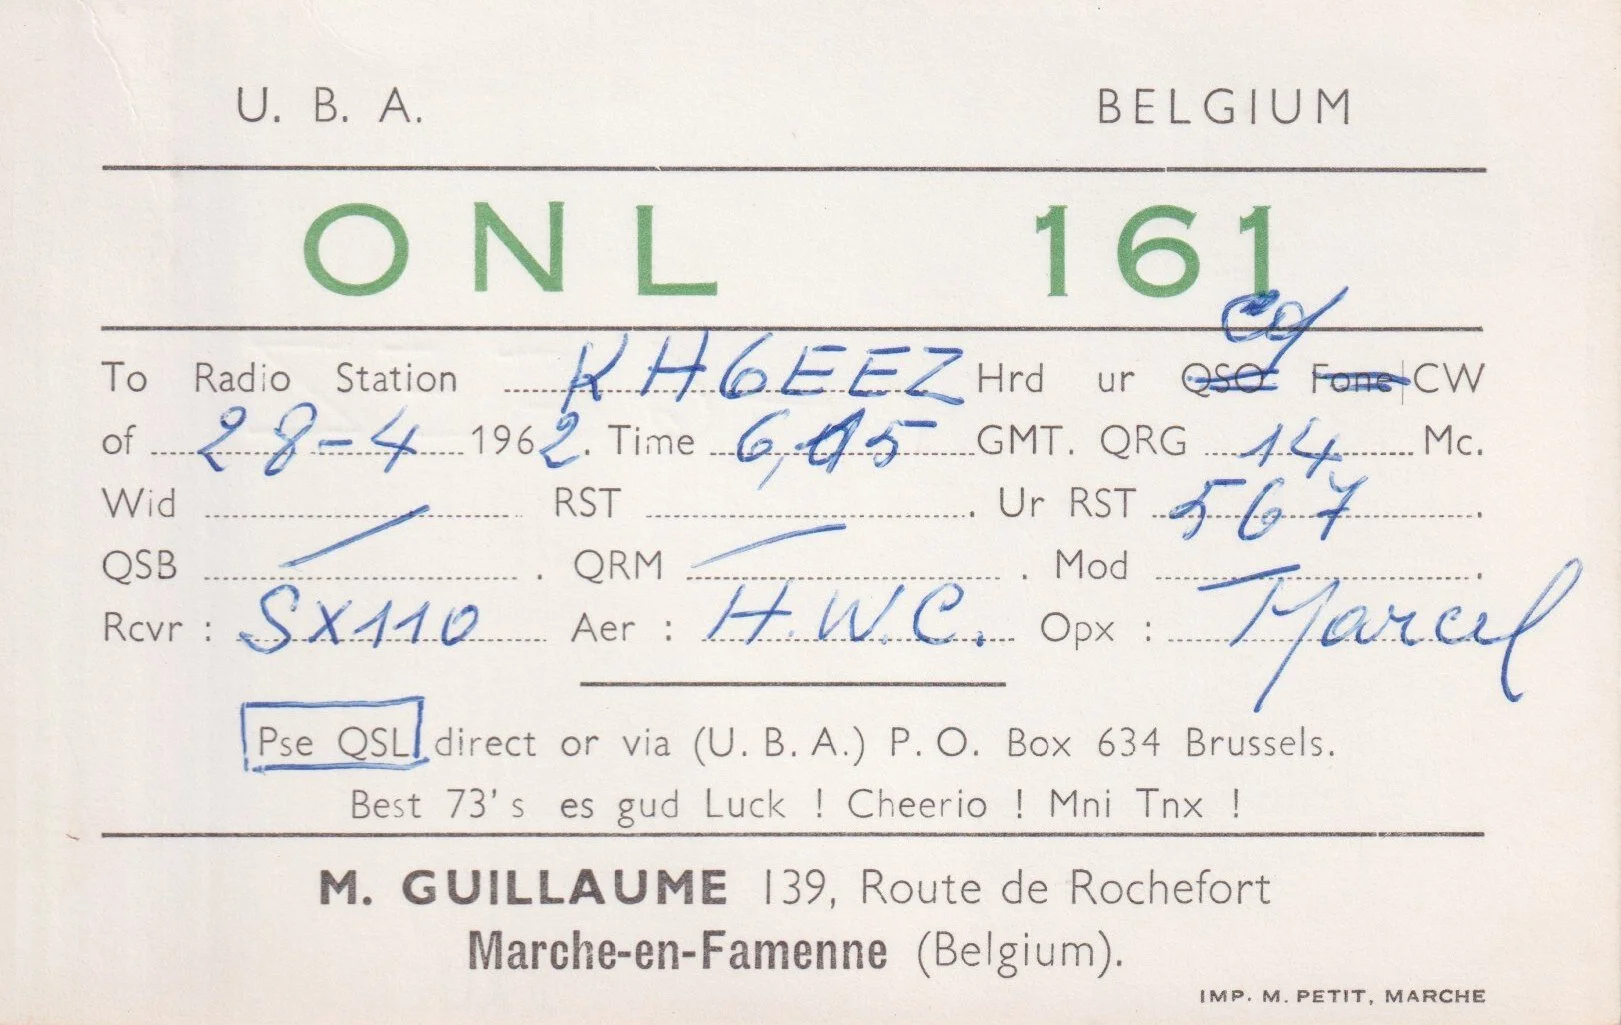 U. B. A. BELGIUM
ONL 161
cq
To Radio Station KH6EEZ Hrd ur QSO Fone CW
of 28-4 1962. Time 6,05 GMT. QRG 14 Mc.
Wid RST . Ur RST 567.
QSB . QRM . Mod .
Rcvr : SX110 Aer : H.W.C. Opx : Marcel
Pse QSL direct or via (U. B. A.) P. O. Box 634 Brussels.
Best 73's es gud Luck ! Cheerio ! Mni Tnx !
M. GUILLAUME 139, Route de Rochefort
Marche-en-Famenne (Belgium).
IMP. M. PETIT, MARCHE